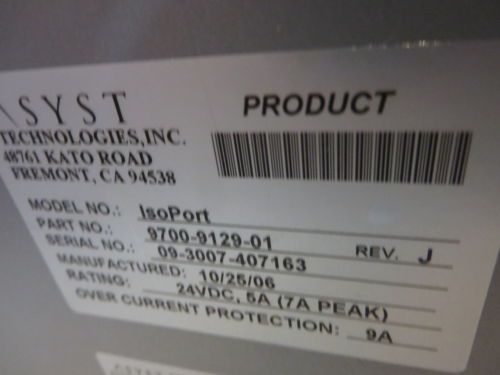 ASYST
TECHNOLOGIES,INC.
48761 KATO ROAD
FREMONT, CA 94538
PRODUCT
MODEL NO.: IsoPort
PART NO.: 9700-9129-01 REV. J
SERIAL NO.: 09-3007-407163
MANUFACTURED: 10/25/06
RATING: 24VDC, 5A (7A PEAK)
OVER CURRENT PROTECTION: 9A